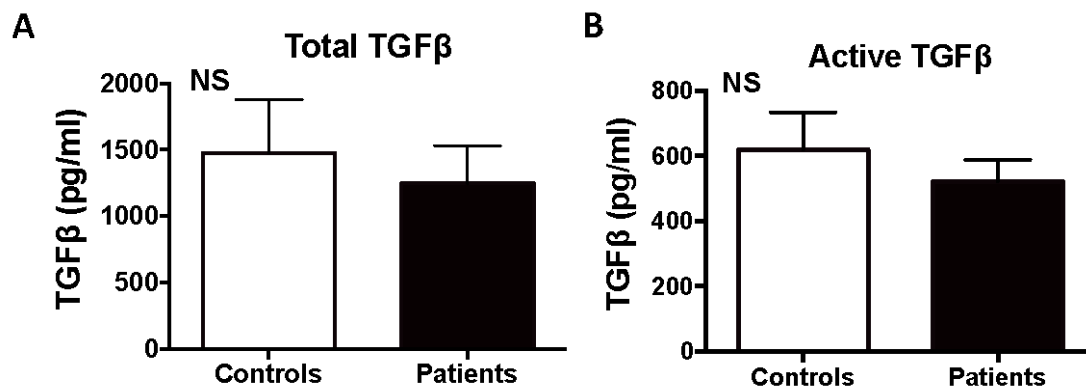 A
Total TGFβ
NS
TGFβ (pg/ml)
2000
1500
1000
500
0
Controls
Patients
B
Active TGFβ
NS
TGFβ (pg/ml)
800
600
400
200
0
Controls
Patients